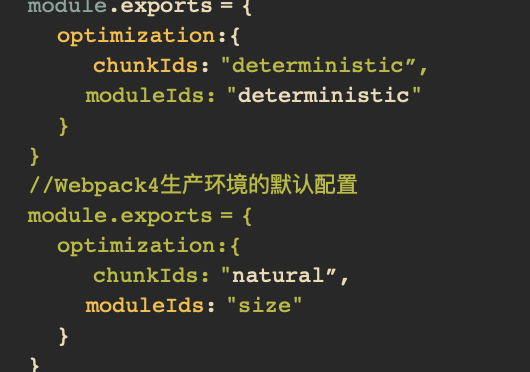 module.exports = {
optimization:{
chunkIds: "deterministic”,
moduleIds: "deterministic"
}
}
//Webpack4生产环境的默认配置
module.exports = {
optimization:{
chunkIds: "natural”,
moduleIds: "size"
}
}